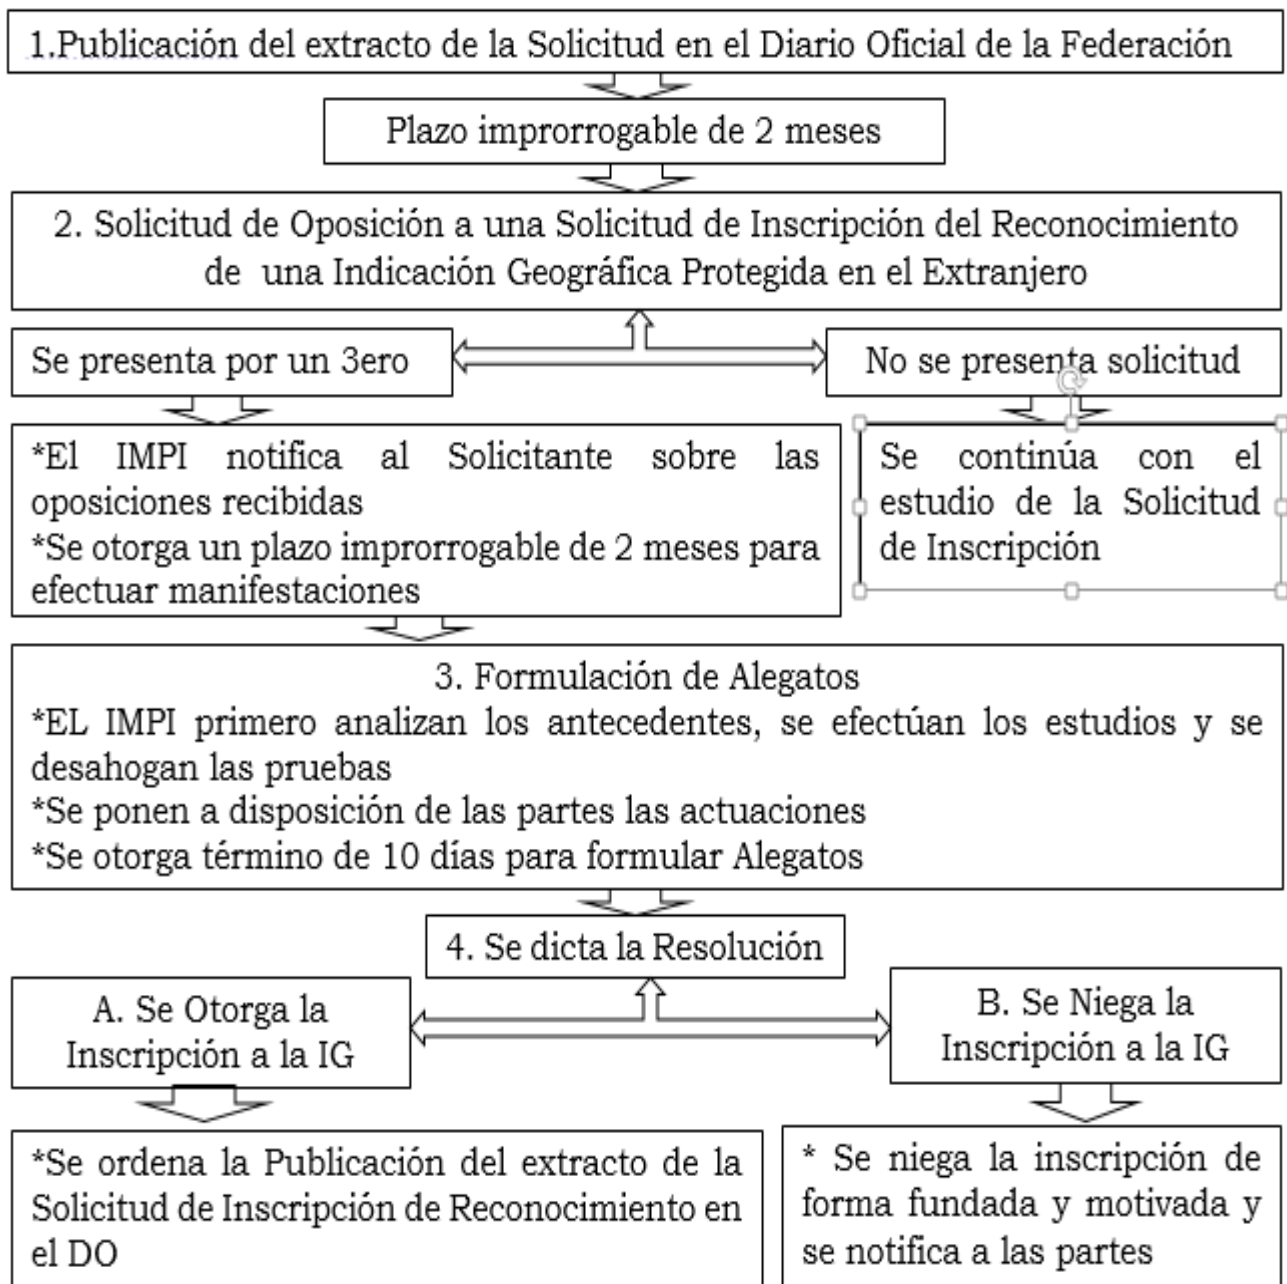 1.Publicación del extracto de la Solicitud en el Diario Oficial de la Federación
Plazo improrrogable de 2 meses
2. Solicitud de Oposición a una Solicitud de Inscripción del Reconocimiento
de una Indicación Geográfica Protegida en el Extranjero
Se presenta por un 3ero
No se presenta solicitud
*El IMPI notifica al Solicitante sobre las
oposiciones recibidas
*Se otorga un plazo improrrogable de 2 meses para
efectuar manifestaciones
Se continúa con el
estudio de la Solicitud
de Inscripción
3. Formulación de Alegatos
*EL IMPI primero analizan los antecedentes, se efectúan los estudios y se
desahogan las pruebas
*Se ponen a disposición de las partes las actuaciones
*Se otorga término de 10 días para formular Alegatos
4. Se dicta la Resolución
A. Se Otorga la
Inscripción a la IG
B. Se Niega la
Inscripción a la IG
*Se ordena la Publicación del extracto de la
Solicitud de Inscripción de Reconocimiento en
el DO
* Se niega la inscripción de
forma fundada y motivada y
se notifica a las partes